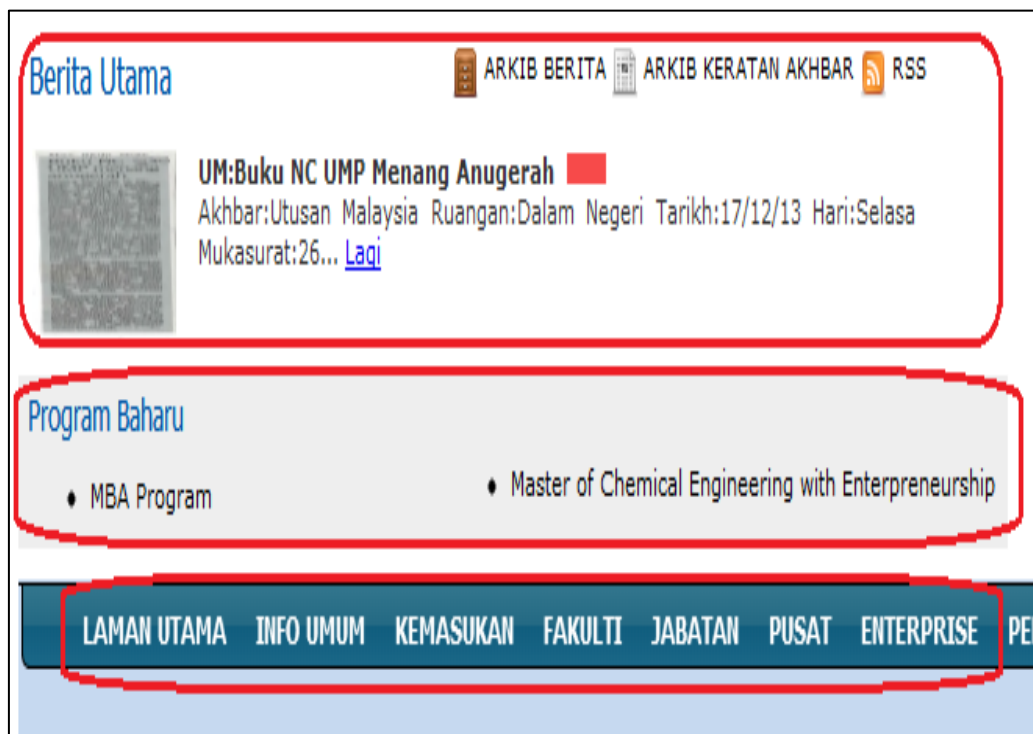 Berita Utama
ARKIB BERITA ARKIB KERATAN AKHBAR RSS
UM:Buku NC UMP Menang Anugerah
Akhbar:Utusan Malaysia Ruangan:Dalam Negeri Tarikh:17/12/13 Hari:Selasa
Mukasurat:26... Lagi
Program Baharu
MBA Program
Master of Chemical Engineering with Enterpreneurship
LAMAN UTAMA INFO UMUM KEMASUKAN FAKULTI JABATAN PUSAT ENTERPRISE